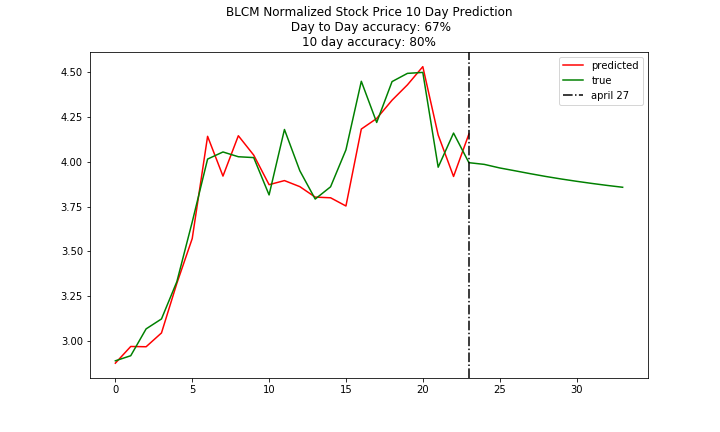 BLCM Normalized Stock Price 10 Day Prediction
Day to Day accuracy: 67%
10 day accuracy: 80%
predicted
true
april 27
4.50
4.25
4.00
3.75
3.50
3.25
3.00
0 5 10 15 20 25 30